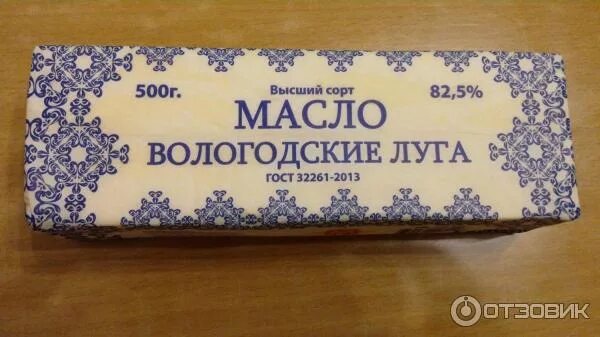 500г.
Высший сорт
82,5%
МАСЛО
ВОЛОГОДСКИЕ ЛУГА
ГОСТ 32261-2013
ОТЗОВИК